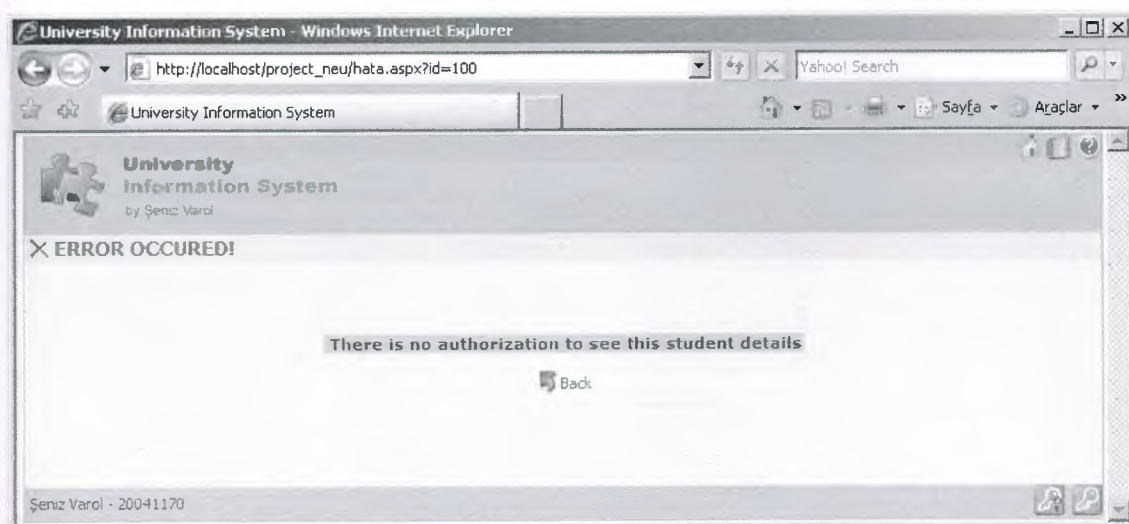 University Information System - Windows Internet Explorer
http://localhost/project_neu/hata.aspx?id=100
Yahoo! Search
University Information System
Sayfa
Araçlar
University
Information System
by Şeniz Varol
ERROR OCCURED!
There is no authorization to see this student details
Back
Şeniz Varol - 20041170